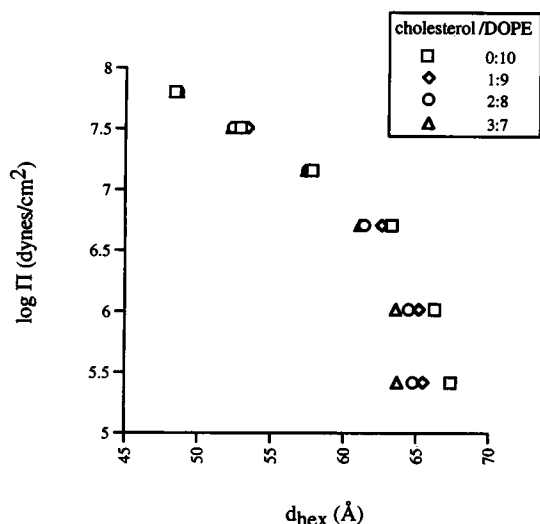 cholesterol/DOPE
0:10
1:9
2:8
3:7
8
7.5
7
6.5
6
5.5
5
log Π (dynes/cm²)
45 50 55 60 65 70
d_hex (Å)